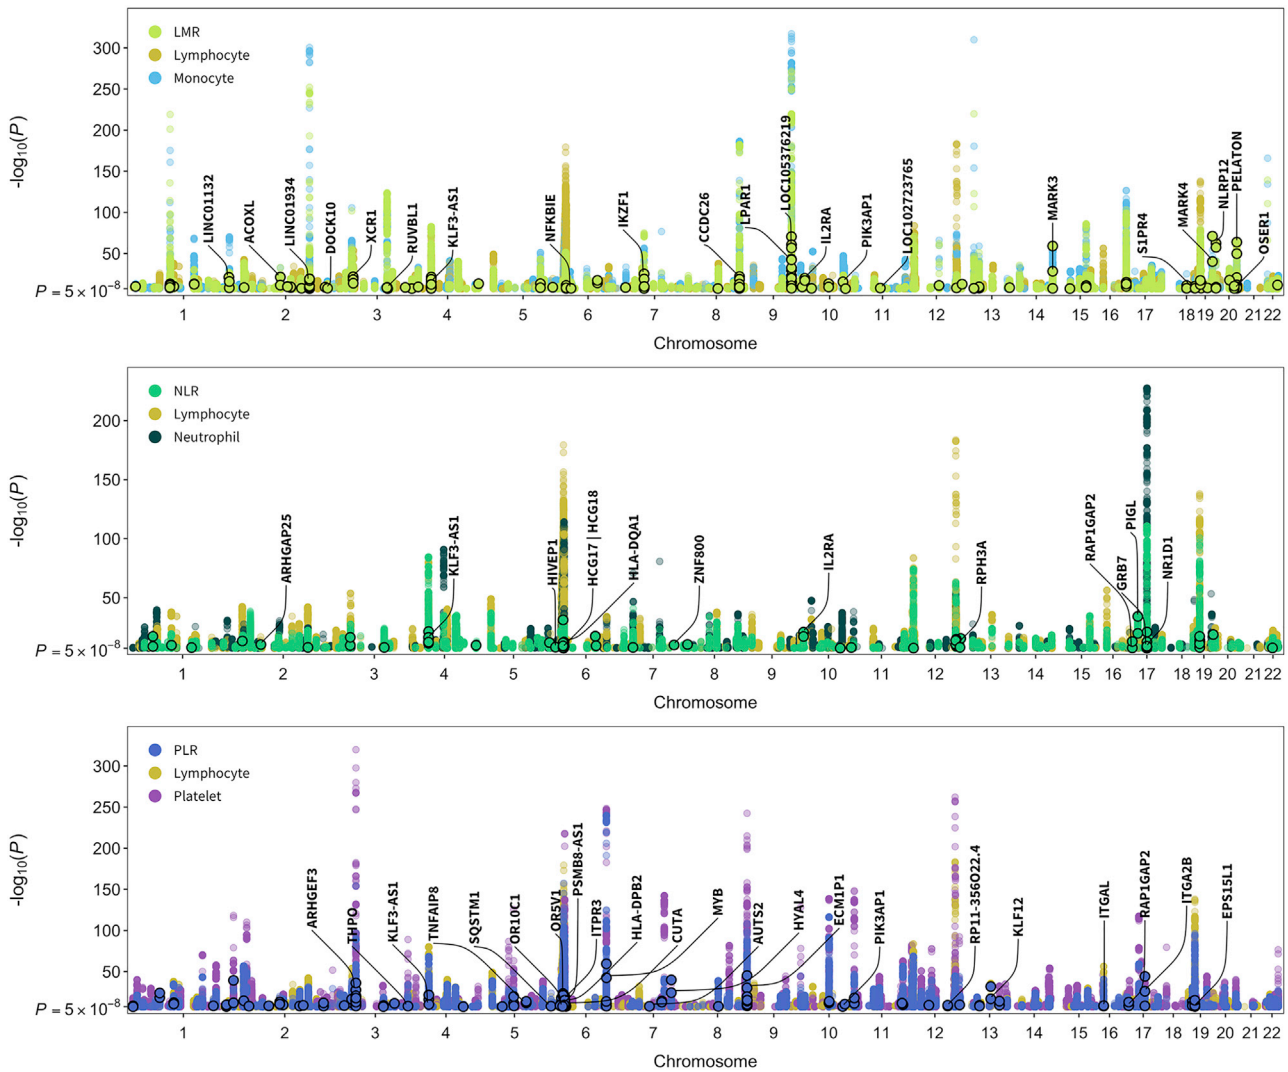 LMR
Lymphocyte
Monocyte
-log10(P)
300
250
200
150
100
50
P = 5 × 10⁻⁸
LINC01132
ACOXL
LINC01934
DOCK10
XCR1
RUVBL1
KLF3-AS1
NFKBIE
IKZF1
CCDC26
LPAR1
LOC105376219
IL2RA
PIK3AP1
LOC102723765
MARK3
S1PR4
MARK4
NLRP12
PELATON
OSER1
1 2 3 4 5 6 7 8 9 10 11 12 13 14 15 16 17 18 19 20 21 22
Chromosome
NLR
Lymphocyte
Neutrophil
-log10(P)
200
150
100
50
P = 5 × 10⁻⁸
ARHGAP25
KLF3-AS1
HIVEP1
HCG17 | HCG18
HLA-DQA1
ZNF800
IL2RA
RPH3A
RAP1GAP2
GRB7
PIGL
NR1D1
1 2 3 4 5 6 7 8 9 10 11 12 13 14 15 16 17 18 19 20 21 22
Chromosome
PLR
Lymphocyte
Platelet
-log10(P)
300
250
200
150
100
50
P = 5 × 10⁻⁸
ARHGEF3
THPO
KLF3-AS1
TNFAIP8
SQSTM1
OR10C1
OR5V1
PSMB8-AS1
ITPR3
HLA-DPB2
CUTA
MYB
AUTS2
HYAL4
ECM1P1
PIK3AP1
RP11-356O22.4
KLF12
ITGAL
RAP1GAP2
ITGA2B
EPS15L1
1 2 3 4 5 6 7 8 9 10 11 12 13 14 15 16 17 18 19 20 21 22
Chromosome